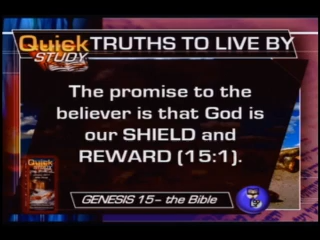 Quick STUDY TRUTHS TO LIVE BY
The promise to the
believer is that God is
our SHIELD and
REWARD (15:1).
Quick
GENESIS 15- the Bible